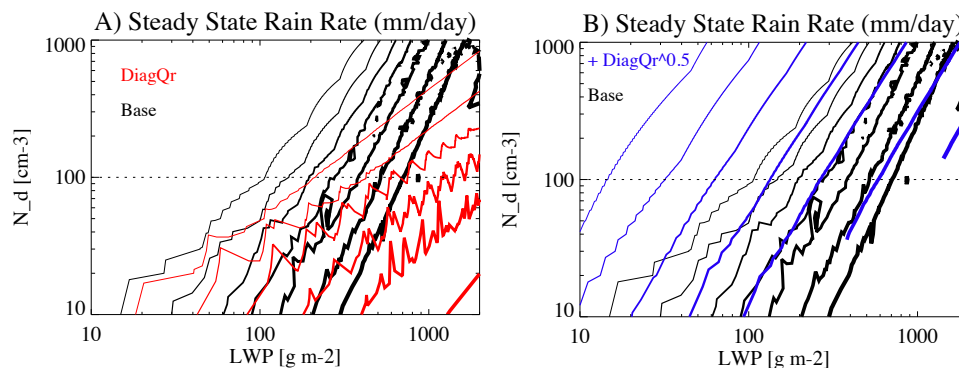 A) Steady State Rain Rate (mm/day)
1000
DiagQr
Base
100
10
N_d [cm-3]
10
100
1000
LWP [g m-2]
B) Steady State Rain Rate (mm/day)
1000
+ DiagQr^0.5
Base
100
10
N_d [cm-3]
10
100
1000
LWP [g m-2]